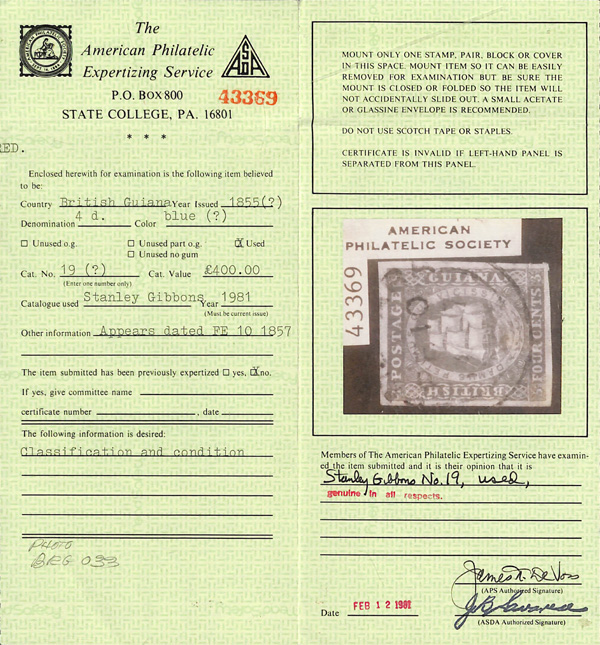 The
American Philatelic
Expertizing Service
ASDA
P.O. BOX 800
43369
STATE COLLEGE, PA. 16801
* * *
RED.
Enclosed herewith for examination is the following item believed
to be:
Country British Guiana Year Issued 1855(?)
Denomination 4 d. Color blue (?)
☐ Unused o.g. ☐ Unused part o.g. ☒ Used
☐ Unused no gum
Cat. No. 19 (?) Cat. Value £400.00
(Enter one number only)
Catalogue used Stanley Gibbons Year 1981
(Must be current issue)
Other information Appears dated FE 10 1857
The item submitted has been previously expertized ☐ yes, ☒ no.
If yes, give committee name
certificate number , date
The following information is desired:
Classification and condition
PHOTO
BRG 033
MOUNT ONLY ONE STAMP, PAIR, BLOCK OR COVER
IN THIS SPACE. MOUNT ITEM SO IT CAN BE EASILY
REMOVED FOR EXAMINATION BUT BE SURE THE
MOUNT IS CLOSED OR FOLDED SO THE ITEM WILL
NOT ACCIDENTALLY SLIDE OUT. A SMALL ACETATE
OR GLASSINE ENVELOPE IS RECOMMENDED.
DO NOT USE SCOTCH TAPE OR STAPLES.
CERTIFICATE IS INVALID IF LEFT-HAND PANEL IS
SEPARATED FROM THIS PANEL.
AMERICAN
PHILATELIC SOCIETY
43369
GUIANA
POSTAGE
FOUR CENTS
BRITISH
Members of The American Philatelic Expertizing Service have examin-
ed the item submitted and it is their opinion that it is
Stanley Gibbons No. 19, used,
genuine in all respects.
James T. DeVoss
(APS Authorized Signature)
Date FEB 12 1981
(ASDA Authorized Signature)